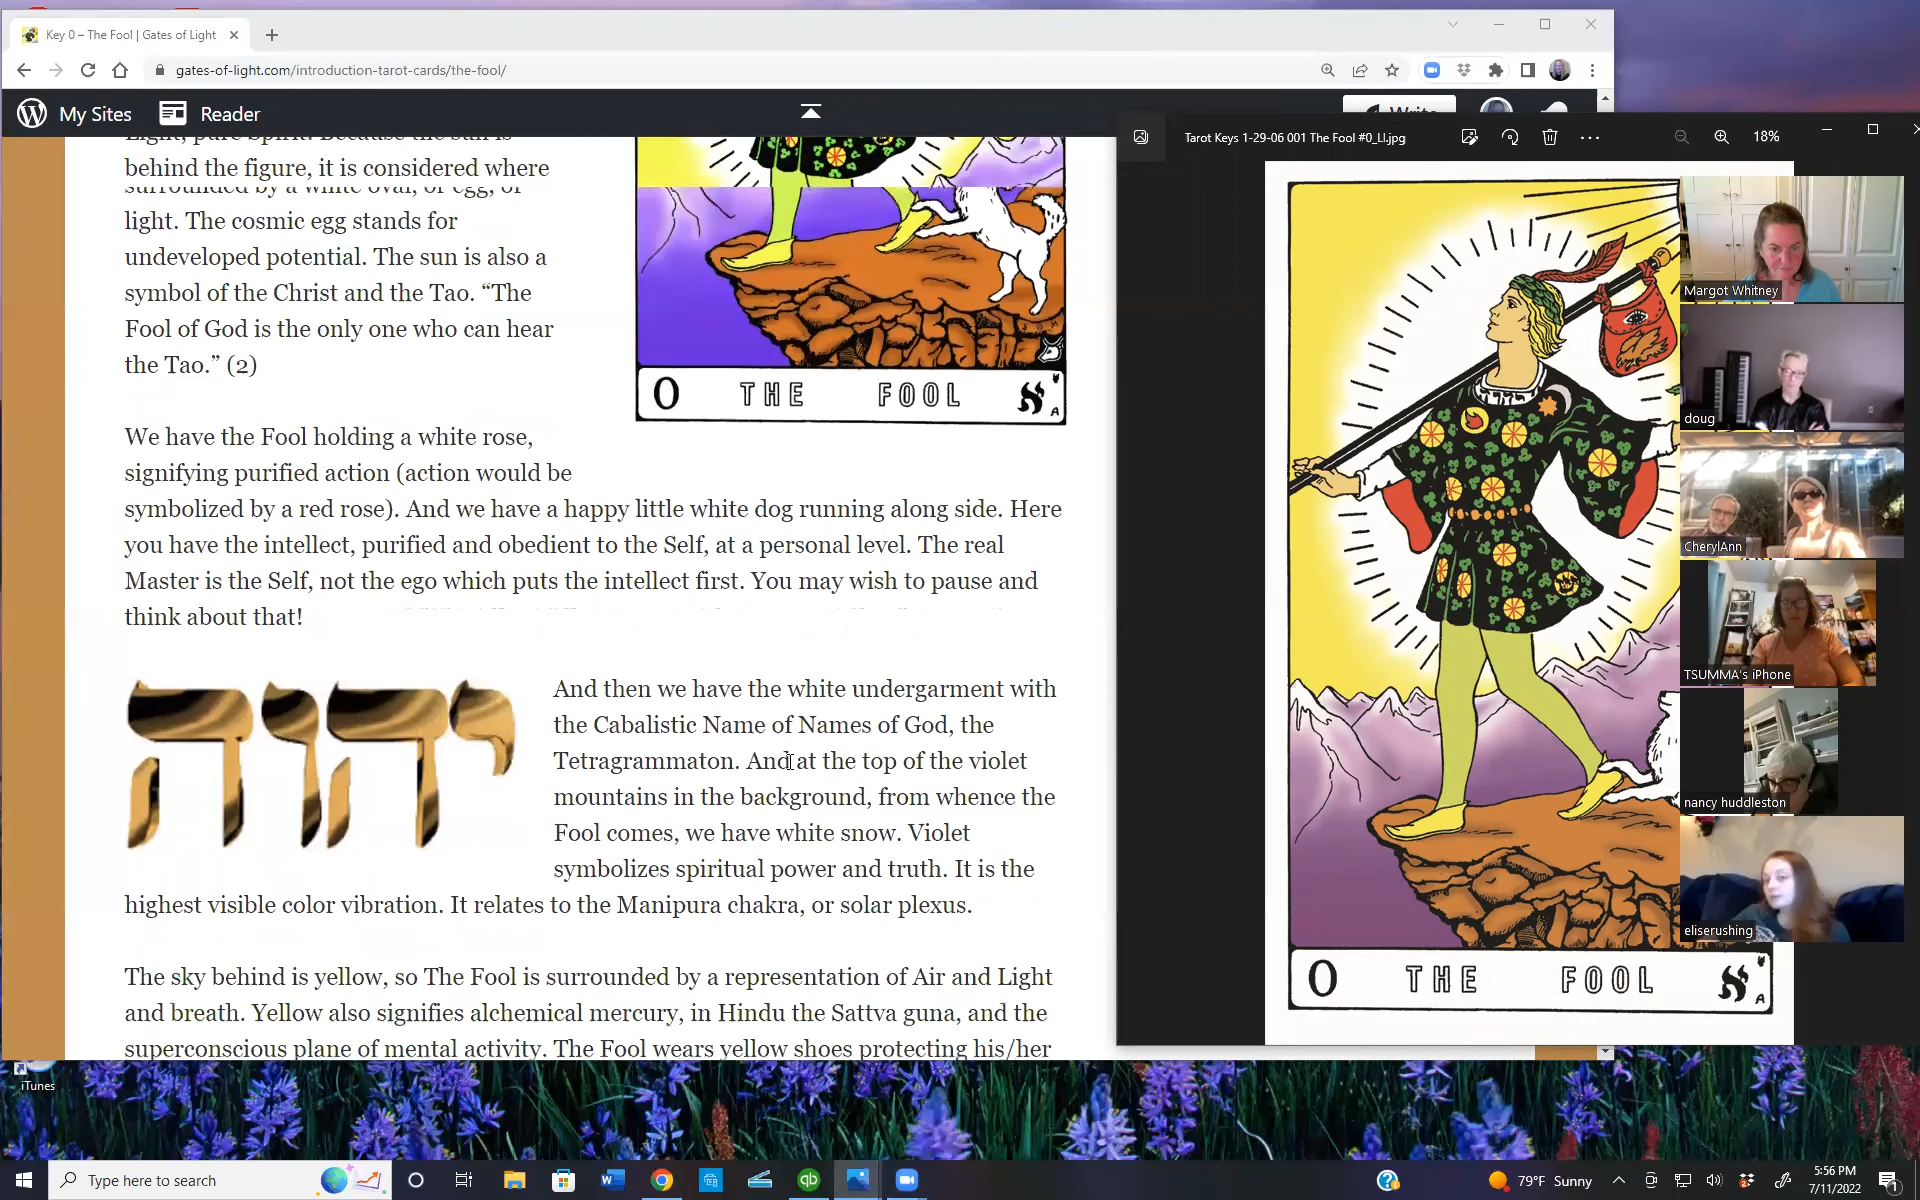 Key 0 – The Fool | Gates of Light
gates-of-light.com/introduction-tarot-cards/the-fool/
My Sites
Reader
Write
behind the figure, it is considered where
surrounded by a white oval, or egg, of
light. The cosmic egg stands for
undeveloped potential. The sun is also a
symbol of the Christ and the Tao. “The
Fool of God is the only one who can hear
the Tao.” (2)
0 THE FOOL א
A
We have the Fool holding a white rose,
signifying purified action (action would be
symbolized by a red rose). And we have a happy little white dog running along side. Here
you have the intellect, purified and obedient to the Self, at a personal level. The real
Master is the Self, not the ego which puts the intellect first. You may wish to pause and
think about that!
יהוה
And then we have the white undergarment with
the Cabalistic Name of Names of God, the
Tetragrammaton. And at the top of the violet
mountains in the background, from whence the
Fool comes, we have white snow. Violet
symbolizes spiritual power and truth. It is the
highest visible color vibration. It relates to the Manipura chakra, or solar plexus.
The sky behind is yellow, so The Fool is surrounded by a representation of Air and Light
and breath. Yellow also signifies alchemical mercury, in Hindu the Sattva guna, and the
superconscious plane of mental activity. The Fool wears yellow shoes protecting his/her
Tarot Keys 1-29-06 001 The Fool #0_LI.jpg
18%
0 THE FOOL א
A
Margot Whitney
doug
CherylAnn
TSUMMA's iPhone
nancy huddleston
eliserushing
iTunes
Type here to search
79°F Sunny
5:56 PM
7/11/2022
1